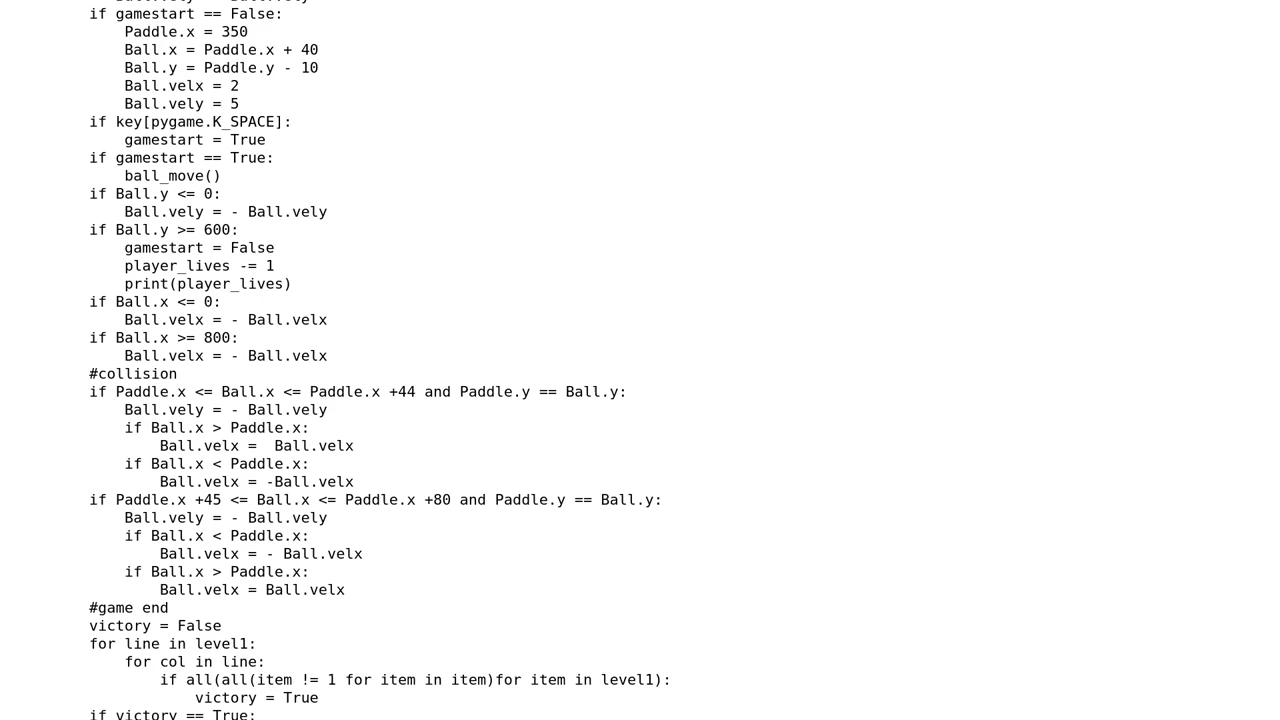 if gamestart == False:
Paddle.x = 350
Ball.x = Paddle.x + 40
Ball.y = Paddle.y - 10
Ball.velx = 2
Ball.vely = 5
if key[pygame.K_SPACE]:
gamestart = True
if gamestart == True:
ball_move()
if Ball.y <= 0:
Ball.vely = - Ball.vely
if Ball.y >= 600:
gamestart = False
player_lives -= 1
print(player_lives)
if Ball.x <= 0:
Ball.velx = - Ball.velx
if Ball.x >= 800:
Ball.velx = - Ball.velx
#collision
if Paddle.x <= Ball.x <= Paddle.x +44 and Paddle.y == Ball.y:
Ball.vely = - Ball.vely
if Ball.x > Paddle.x:
Ball.velx =  Ball.velx
if Ball.x < Paddle.x:
Ball.velx = -Ball.velx
if Paddle.x +45 <= Ball.x <= Paddle.x +80 and Paddle.y == Ball.y:
Ball.vely = - Ball.vely
if Ball.x < Paddle.x:
Ball.velx = - Ball.velx
if Ball.x > Paddle.x:
Ball.velx = Ball.velx
#game end
victory = False
for line in level1:
for col in line:
if all(all(item != 1 for item in item)for item in level1):
victory = True
if victory == True: